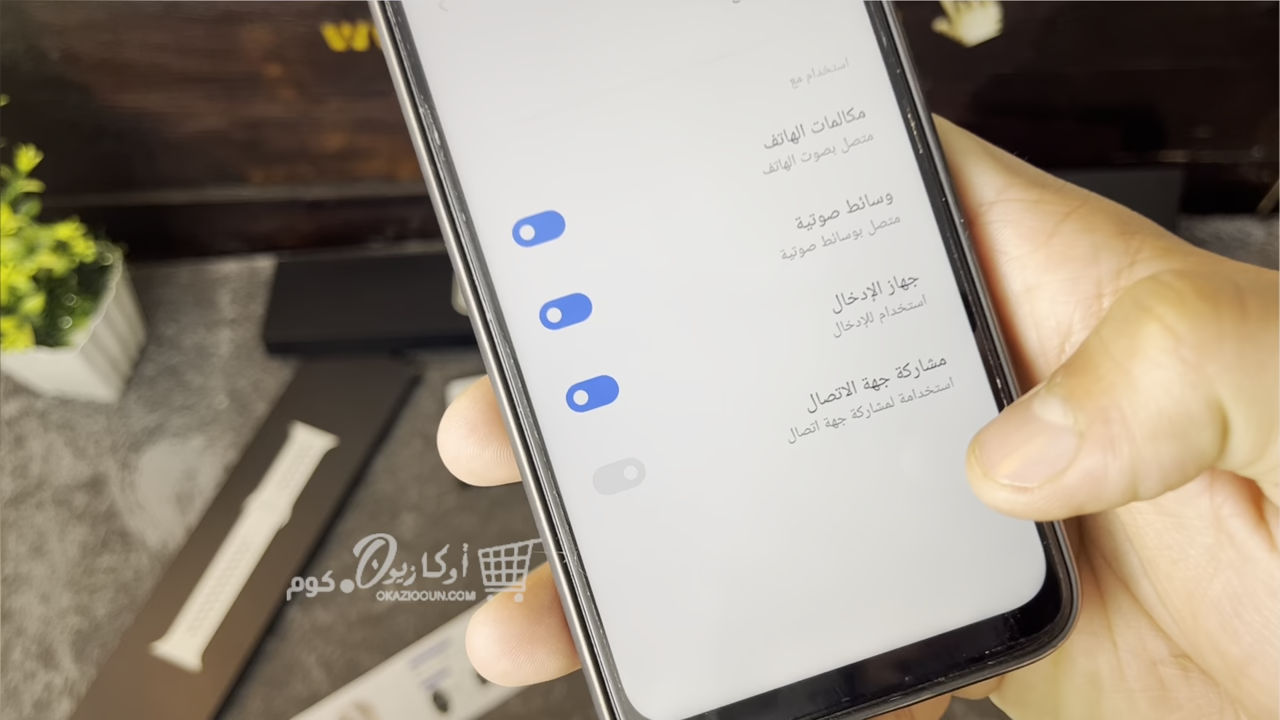 استخدام مع
مكالمات الهاتف
متصل بصوت الهاتف
وسائط صوتية
متصل بوسائط صوتية
جهاز الإدخال
استخدام للإدخال
مشاركة جهة الاتصال
استخدامة لمشاركة جهة اتصال
أوكازيون.كوم
OKAZIOOUN.COM